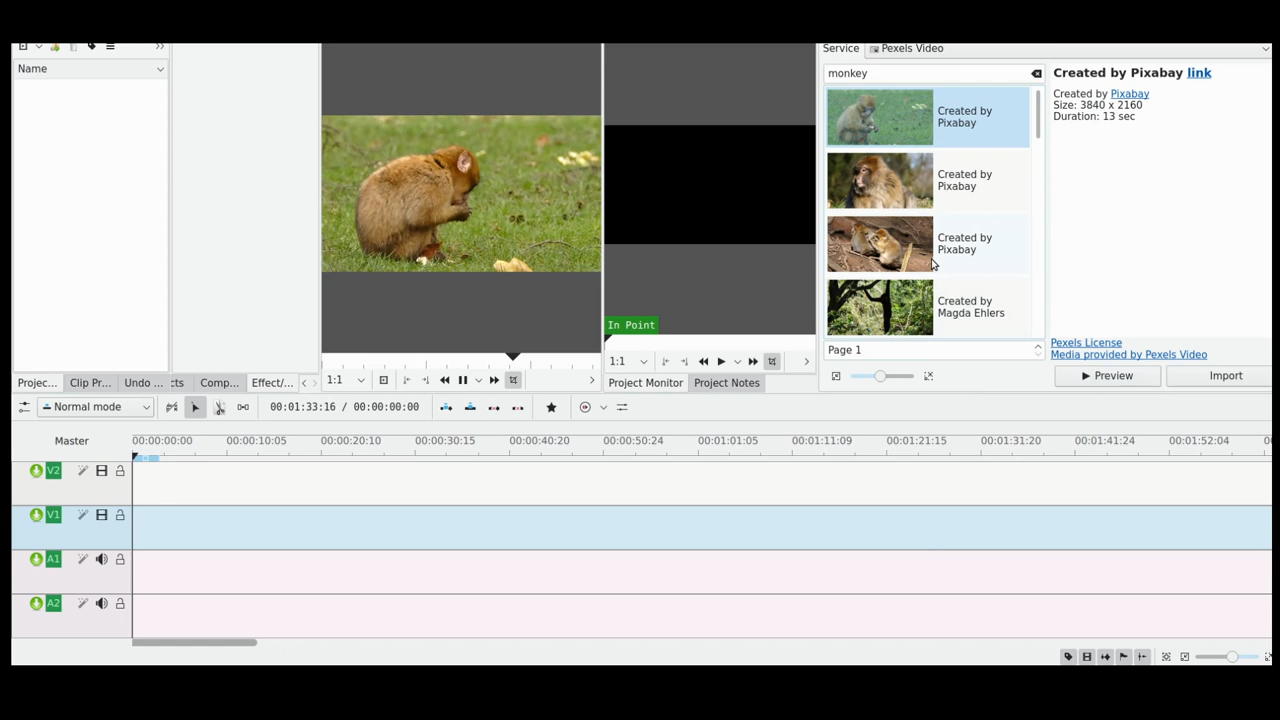 Service Pexels Video
Name
monkey
Created by Pixabay link
Created by Pixabay
Size: 3840 x 2160
Duration: 13 sec
Created by
Pixabay
Created by
Pixabay
Created by
Pixabay
Created by
Magda Ehlers
In Point
Page 1
Pexels License
Media provided by Pexels Video
1:1
1:1
Preview
Import
Projec...
Clip Pr...
Undo ...
cts
Comp...
Effect/...
Project Monitor
Project Notes
Normal mode
00:01:33:16 / 00:00:00:00
Master
00:00:00:00
00:00:10:05
00:00:20:10
00:00:30:15
00:00:40:20
00:00:50:24
00:01:01:05
00:01:11:09
00:01:21:15
00:01:31:20
00:01:41:24
00:01:52:04
V2
V1
A1
A2